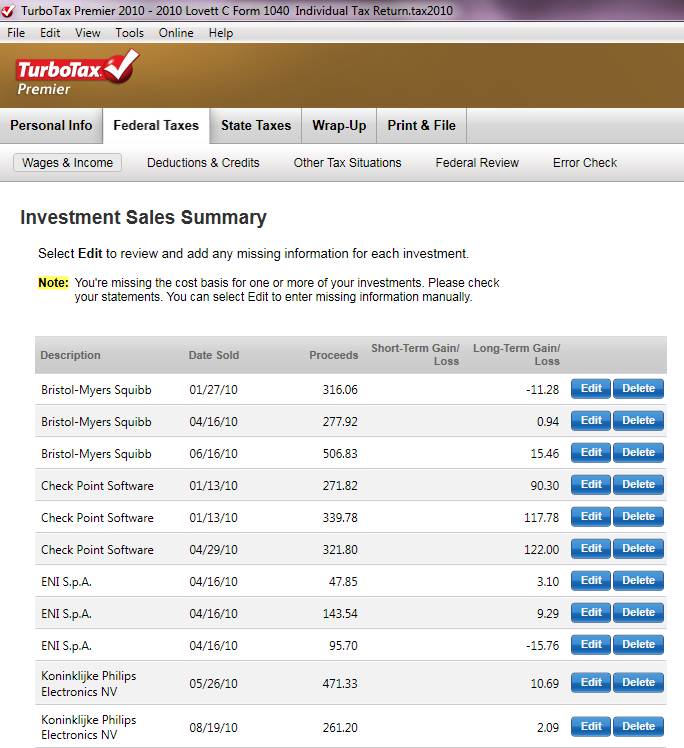 TurboTax Premier 2010 - 2010 Lovett C Form 1040 Individual Tax Return.tax2010
File Edit View Tools Online Help
TurboTax
Premier
Personal Info Federal Taxes State Taxes Wrap-Up Print & File
Wages & Income Deductions & Credits Other Tax Situations Federal Review Error Check
Investment Sales Summary
Select Edit to review and add any missing information for each investment.
Note: You're missing the cost basis for one or more of your investments. Please check
your statements. You can select Edit to enter missing information manually.
Description Date Sold Proceeds Short-Term Gain/ Long-Term Gain/
Loss Loss
Bristol-Myers Squibb 01/27/10 316.06 -11.28 Edit Delete
Bristol-Myers Squibb 04/16/10 277.92 0.94 Edit Delete
Bristol-Myers Squibb 06/16/10 506.83 15.46 Edit Delete
Check Point Software 01/13/10 271.82 90.30 Edit Delete
Check Point Software 01/13/10 339.78 117.78 Edit Delete
Check Point Software 04/29/10 321.80 122.00 Edit Delete
ENI S.p.A. 04/16/10 47.85 3.10 Edit Delete
ENI S.p.A. 04/16/10 143.54 9.29 Edit Delete
ENI S.p.A. 04/16/10 95.70 -15.76 Edit Delete
Koninklijke Philips
Electronics NV 05/26/10 471.33 10.69 Edit Delete
Koninklijke Philips
Electronics NV 08/19/10 261.20 2.09 Edit Delete